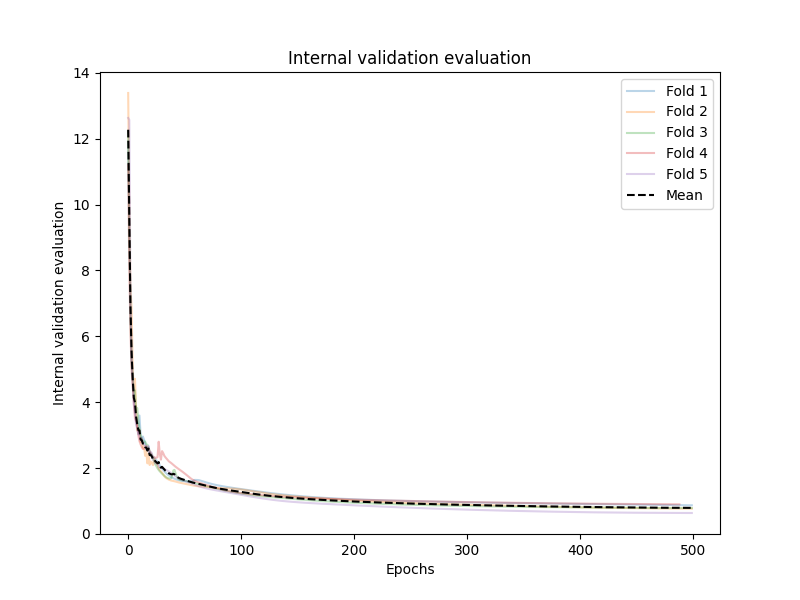 Internal validation evaluation
14
12
10
8
6
4
2
0
Internal validation evaluation
0
100
200
300
400
500
Epochs
Fold 1
Fold 2
Fold 3
Fold 4
Fold 5
Mean